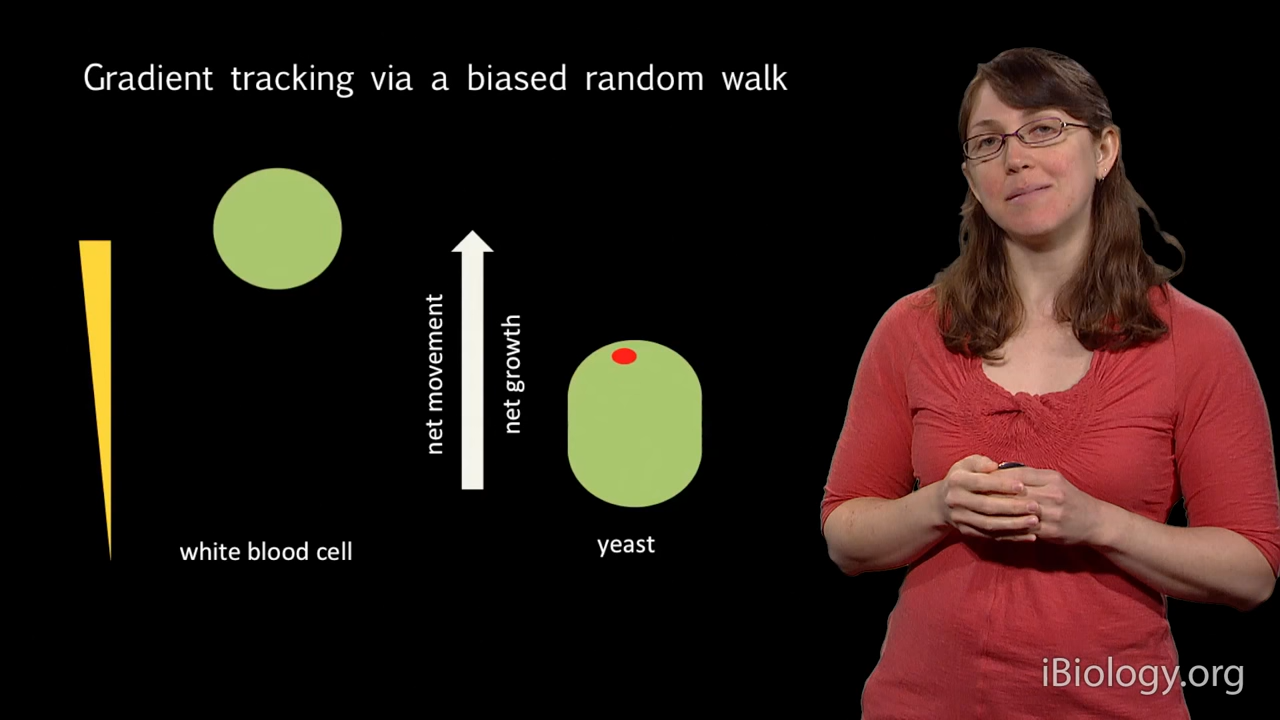 Gradient tracking via a biased random walk
net movement
net growth
white blood cell
yeast
iBiology.org